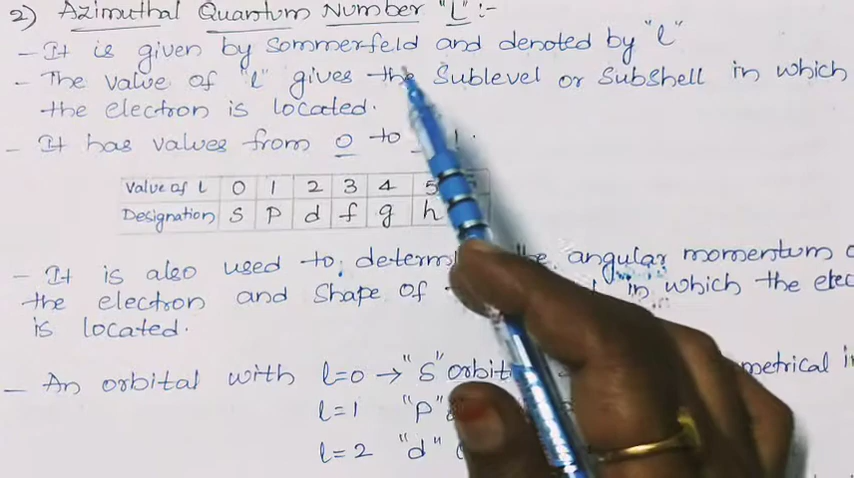 2) Azimuthal Quantum Number "L" :-
- It is given by Sommerfeld and denoted by "l"
- The value of "l" gives the Sublevel or Subshell in which
the electron is located.
- It has values from 0 to
Value of l 0 1 2 3 4 5
Designation S P d f g h
- It is also used to determ the angular momentum
the electron and Shape of in which the elec
is located.
- An orbital with l=0 → "S" orbit metrical in
l=1 "P"
l=2 "d"